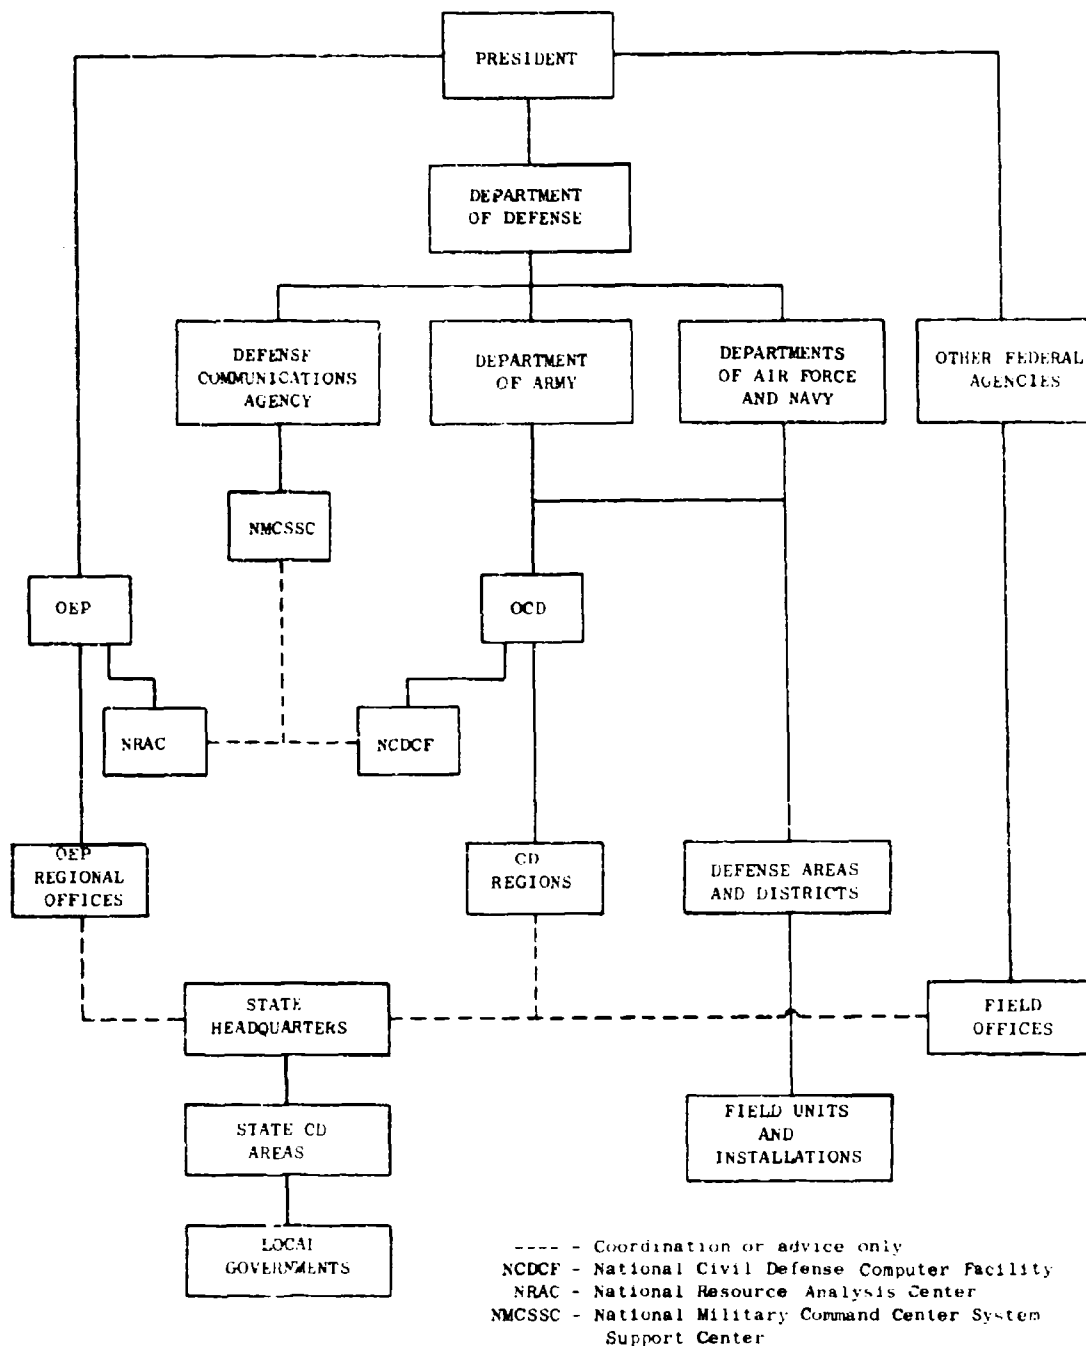 PRESIDENT
DEPARTMENT
OF DEFENSE
DEFENSE
COMMUNICATIONS
AGENCY
DEPARTMENT
OF ARMY
DEPARTMENTS
OF AIR FORCE
AND NAVY
OTHER FEDERAL
AGENCIES
NMCSSC
OEP
OCD
NRAC
NCDCF
OEP
REGIONAL
OFFICES
CD
REGIONS
DEFENSE AREAS
AND DISTRICTS
STATE
HEADQUARTERS
FIELD
OFFICES
STATE CD
AREAS
FIELD UNITS
AND
INSTALLATIONS
LOCAL
GOVERNMENTS
---- - Coordination or advice only
NCDCF - National Civil Defense Computer Facility
NRAC - National Resource Analysis Center
NMCSSC - National Military Command Center System
Support Center